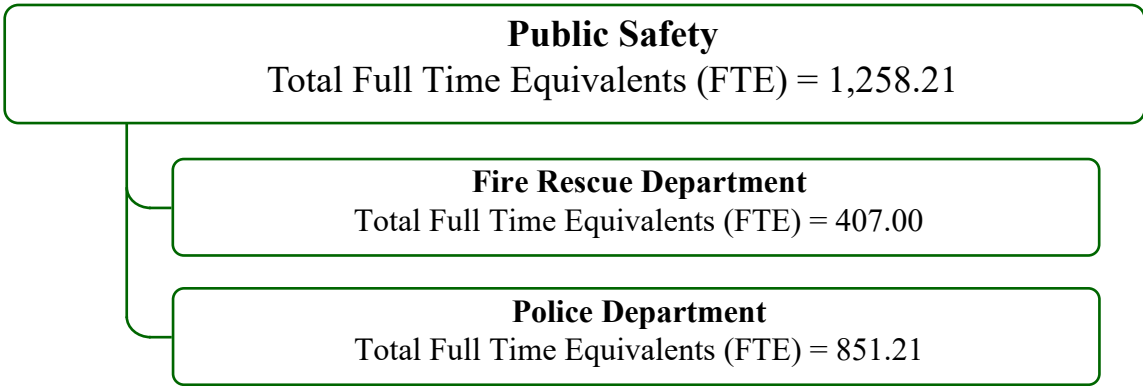 Public Safety
Total Full Time Equivalents (FTE) = 1,258.21
Fire Rescue Department
Total Full Time Equivalents (FTE) = 407.00
Police Department
Total Full Time Equivalents (FTE) = 851.21